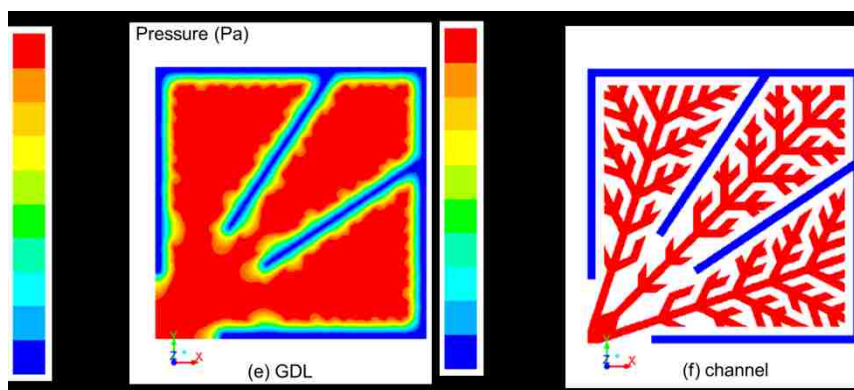 Pressure (Pa)
Y
Z
X
(e) GDL
Y
Z
X
(f) channel